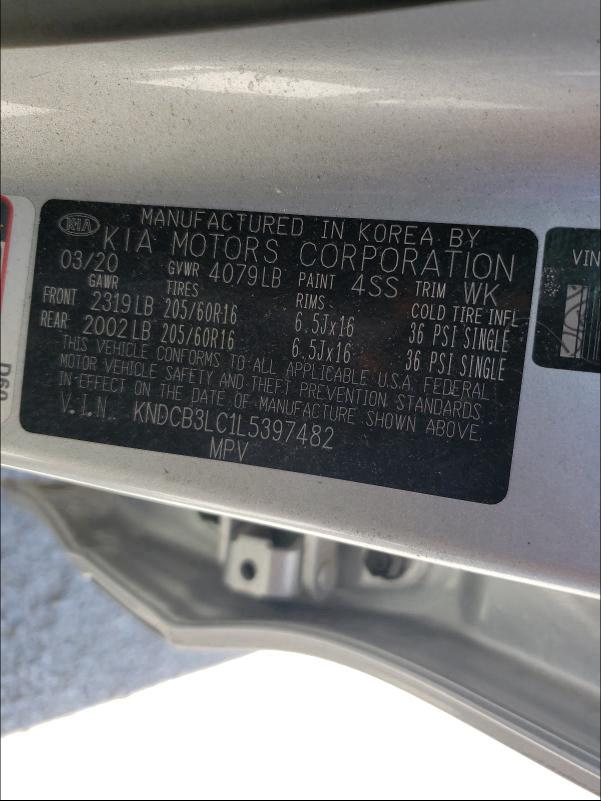 KIA
MANUFACTURED IN KOREA BY
KIA MOTORS CORPORATION
03/20 GVWR 4079LB PAINT 4SS TRIM WK
GAWR TIRES RIMS COLD TIRE INFL
FRONT 2319LB 205/60R16 6.5Jx16 36 PSI SINGLE
REAR 2002LB 205/60R16 6.5Jx16 36 PSI SINGLE
THIS VEHICLE CONFORMS TO ALL APPLICABLE U.S.A. FEDERAL
MOTOR VEHICLE SAFETY AND THEFT PREVENTION STANDARDS
IN EFFECT ON THE DATE OF MANUFACTURE SHOWN ABOVE.
V.I.N. KNDCB3LC1L5397482
MPV
VIN